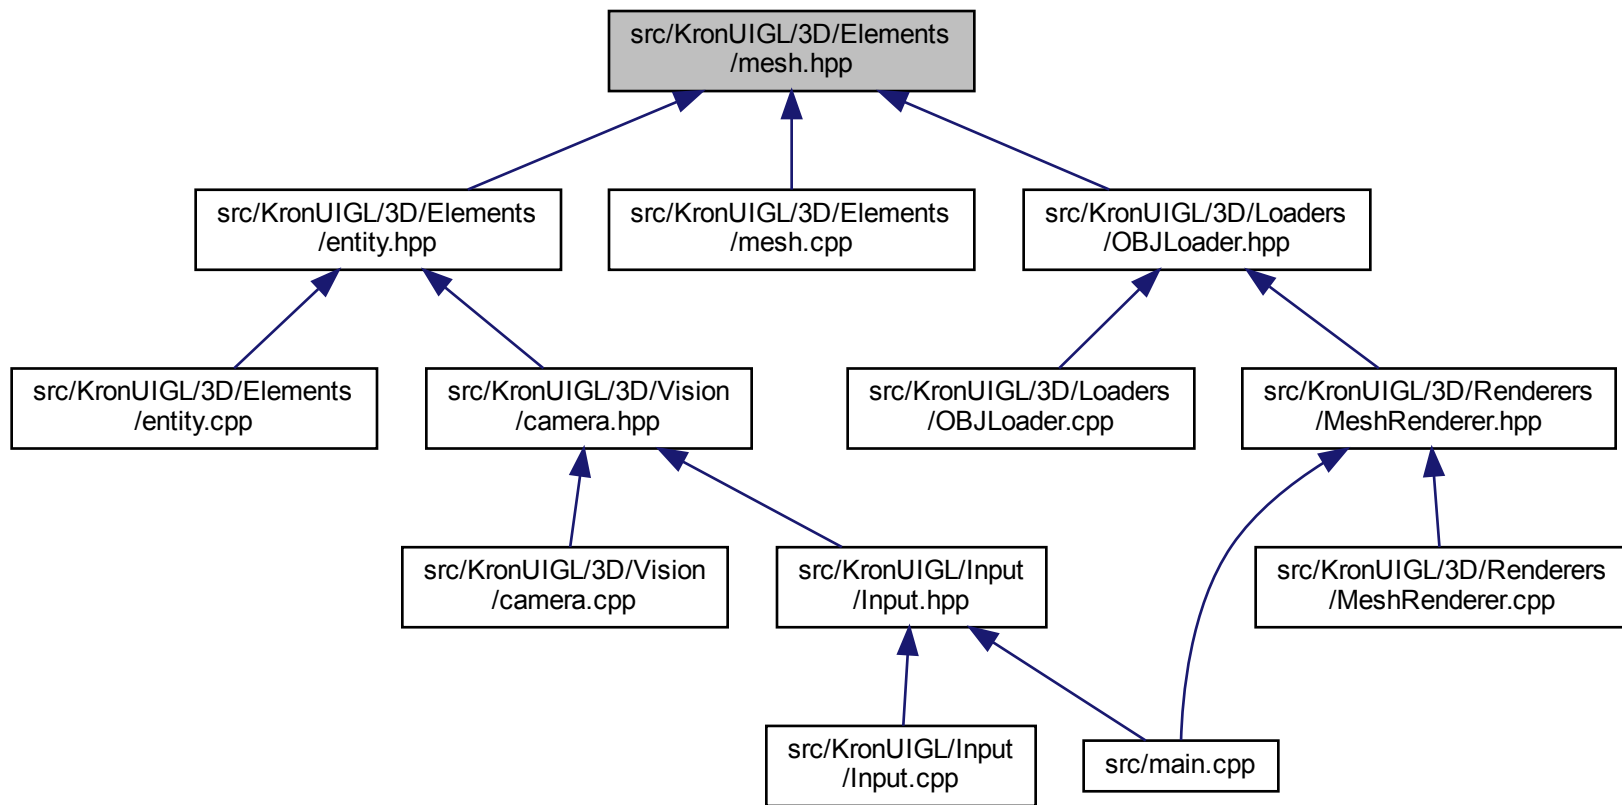 src/KronUIGL/3D/Elements
/mesh.hpp
src/KronUIGL/3D/Elements
/entity.hpp
src/KronUIGL/3D/Elements
/mesh.cpp
src/KronUIGL/3D/Loaders
/OBJLoader.hpp
src/KronUIGL/3D/Elements
/entity.cpp
src/KronUIGL/3D/Vision
/camera.hpp
src/KronUIGL/3D/Loaders
/OBJLoader.cpp
src/KronUIGL/3D/Renderers
/MeshRenderer.hpp
src/KronUIGL/3D/Vision
/camera.cpp
src/KronUIGL/Input
/Input.hpp
src/KronUIGL/3D/Renderers
/MeshRenderer.cpp
src/KronUIGL/Input
/Input.cpp
src/main.cpp